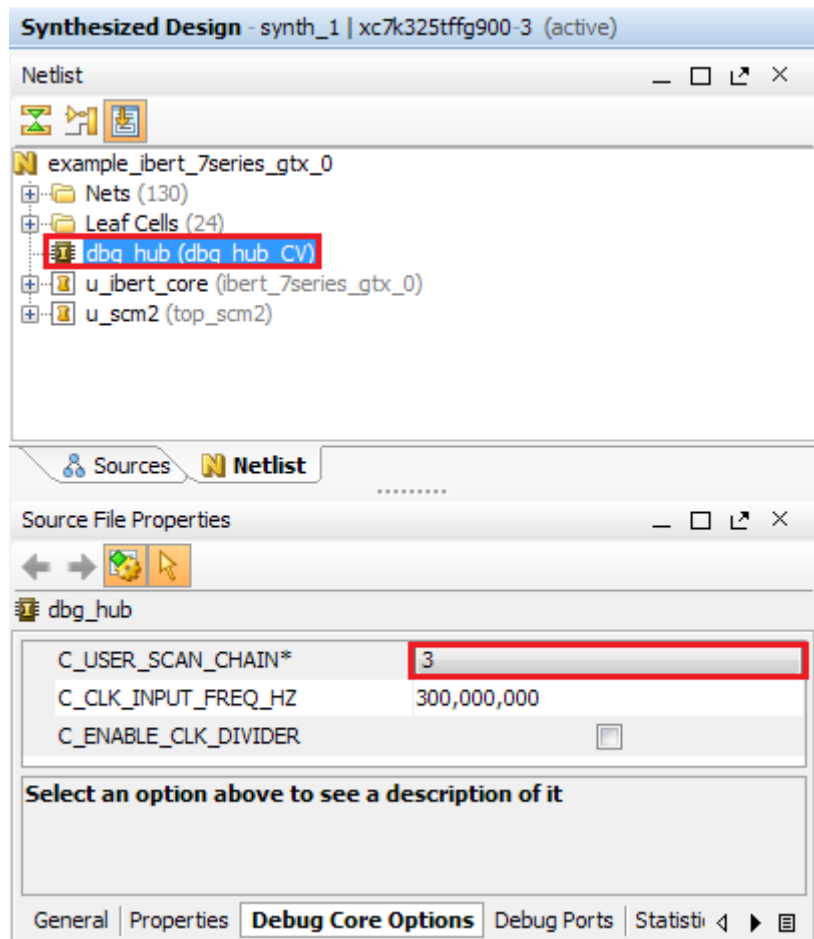 Synthesized Design - synth_1 | xc7k325tffg900-3 (active)
Netlist
example_ibert_7series_gtx_0
Nets (130)
Leaf Cells (24)
dbg_hub (dbg_hub_CV)
u_ibert_core (ibert_7series_gtx_0)
u_scm2 (top_scm2)
Sources Netlist
Source File Properties
dbg_hub
C_USER_SCAN_CHAIN* 3
C_CLK_INPUT_FREQ_HZ 300,000,000
C_ENABLE_CLK_DIVIDER
Select an option above to see a description of it
General Properties Debug Core Options Debug Ports